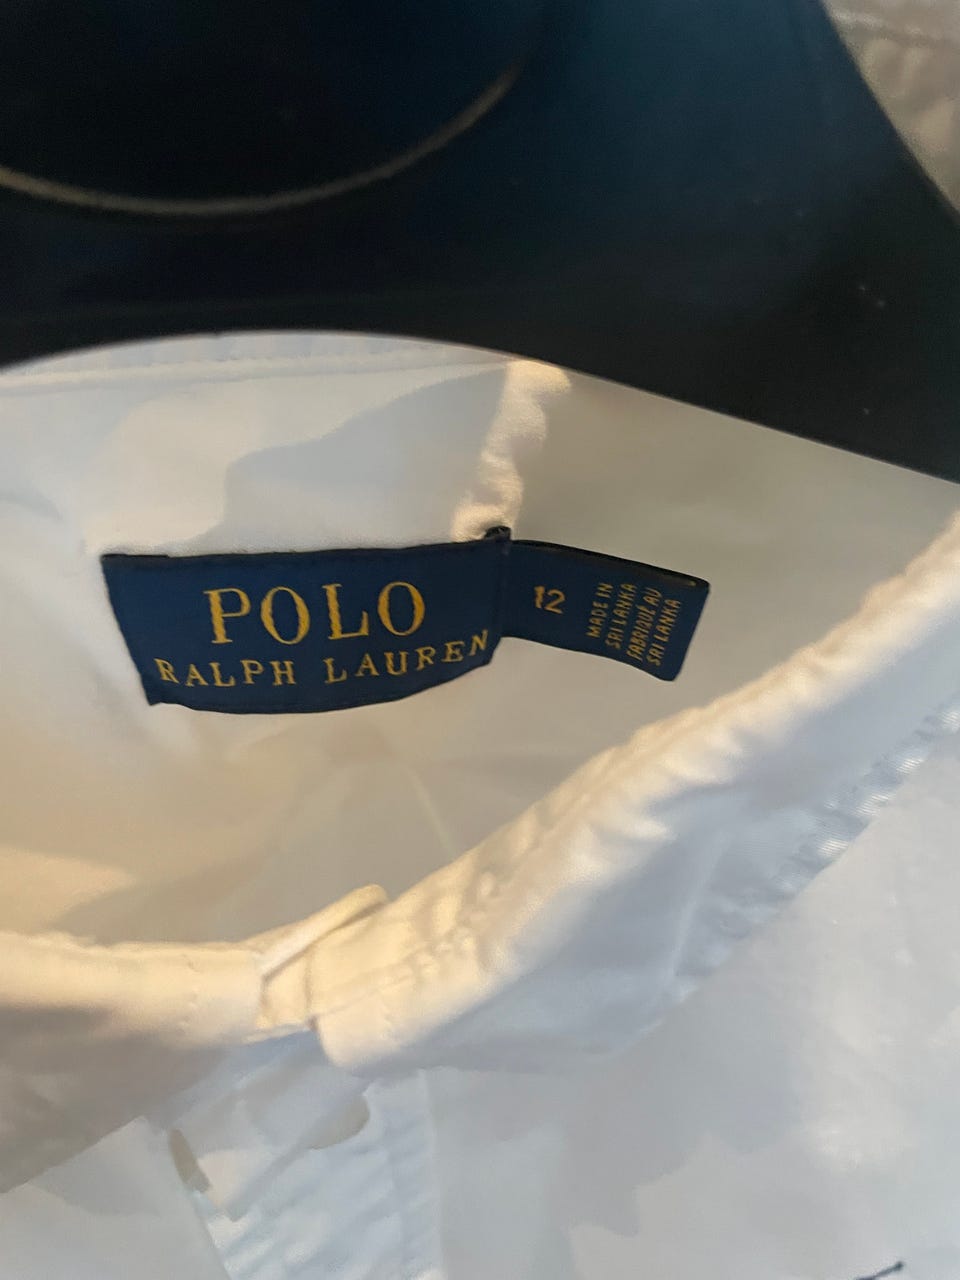 POLO
RALPH LAUREN
12
MADE IN
SRI LANKA
FABRIQUÉ AU
SRI LANKA